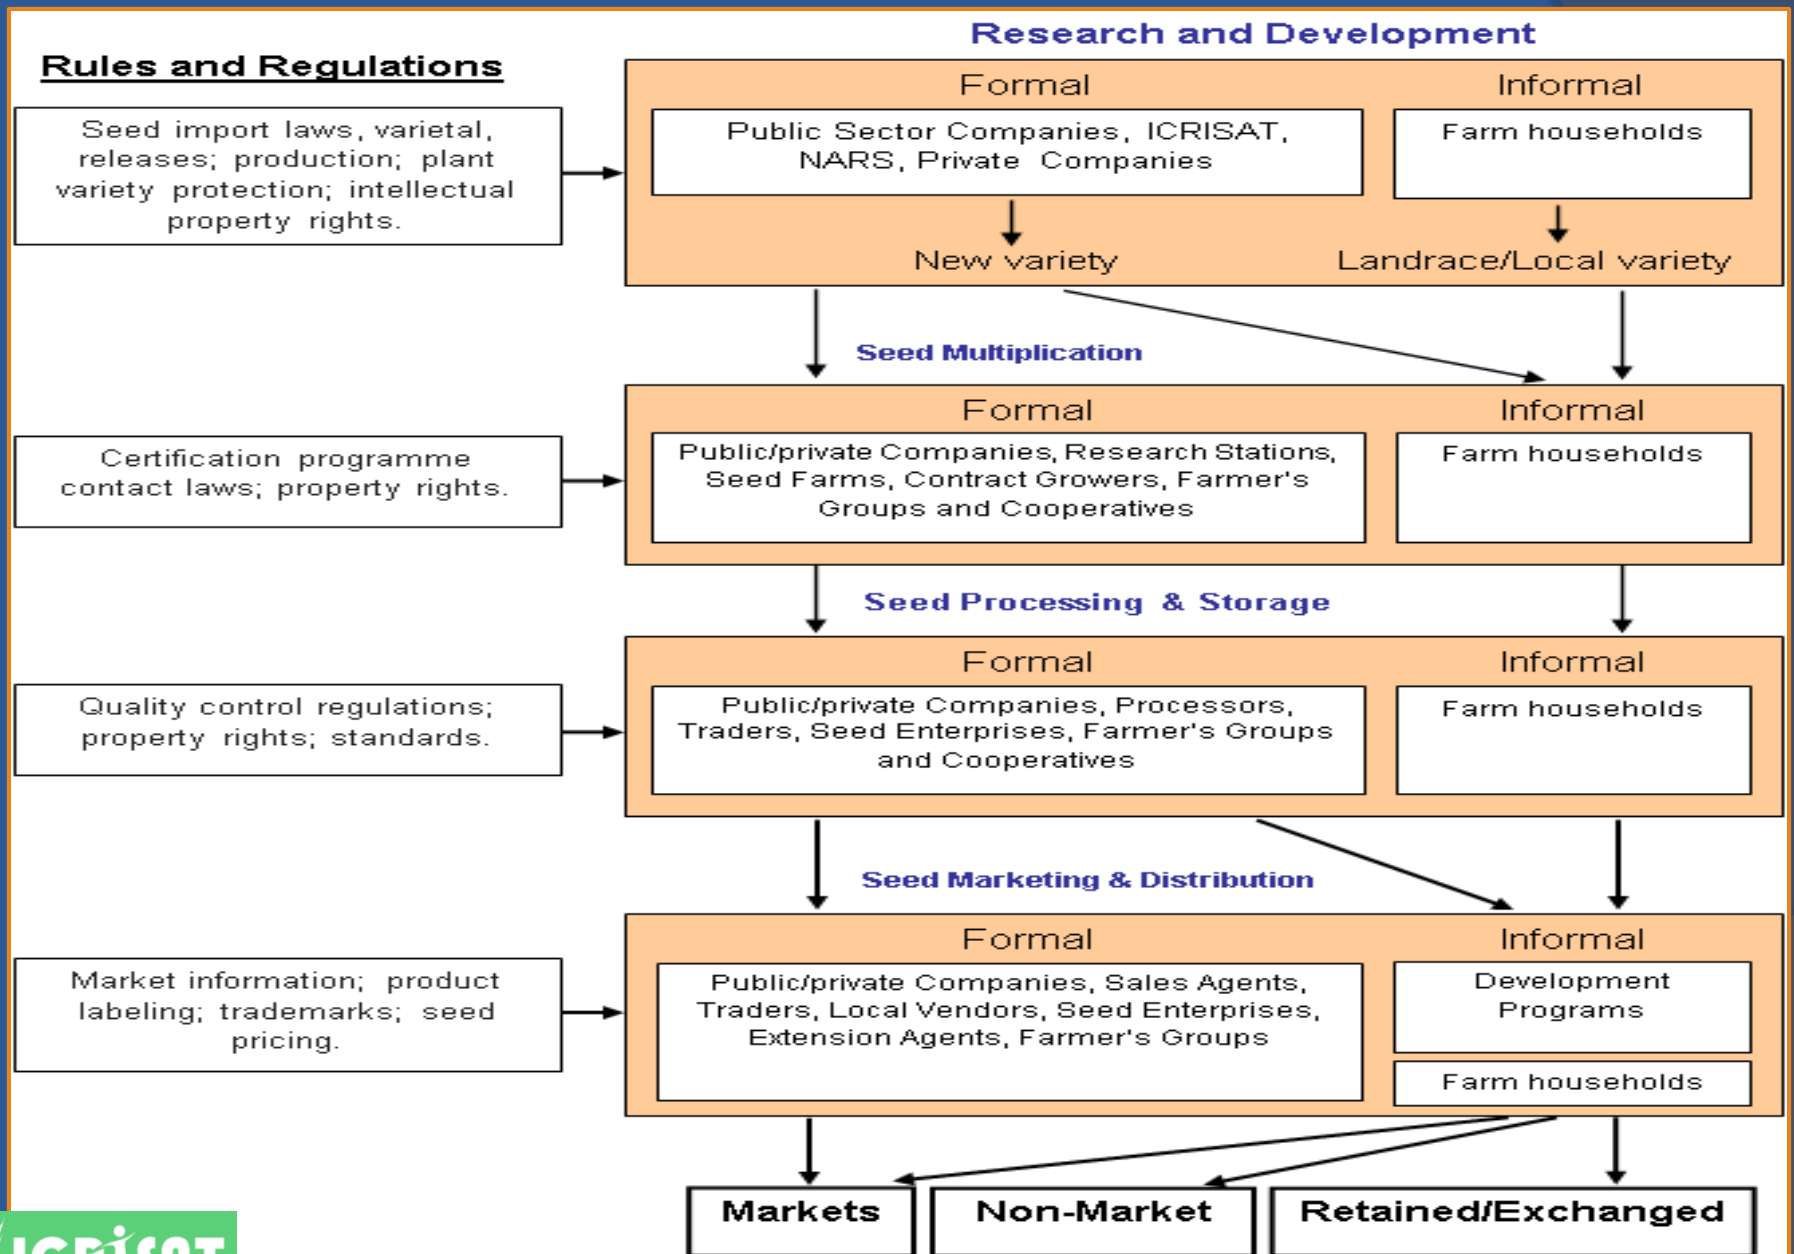 Research and Development
Rules and Regulations
Formal
Informal
Seed import laws, varietal,
releases; production; plant
variety protection; intellectual
property rights.
Public Sector Companies, ICRISAT,
NARS, Private Companies
Farm households
New variety
Landrace/Local variety
Seed Multiplication
Formal
Informal
Certification programme
contact laws; property rights.
Public/private Companies, Research Stations,
Seed Farms, Contract Growers, Farmer's
Groups and Cooperatives
Farm households
Seed Processing & Storage
Formal
Informal
Quality control regulations;
property rights; standards.
Public/private Companies, Processors,
Traders, Seed Enterprises, Farmer's Groups
and Cooperatives
Farm households
Seed Marketing & Distribution
Formal
Informal
Market information; product
labeling; trademarks; seed
pricing.
Public/private Companies, Sales Agents,
Traders, Local Vendors, Seed Enterprises,
Extension Agents, Farmer's Groups
Development
Programs
Farm households
Markets
Non-Market
Retained/Exchanged
ICRISAT